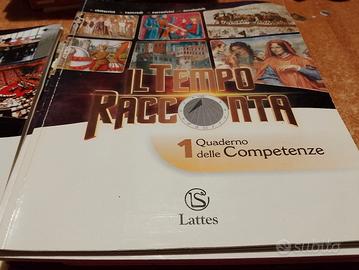 IL TEMPO
RACCONTA
1 Quaderno
delle Competenze
LS
Lattes
subito